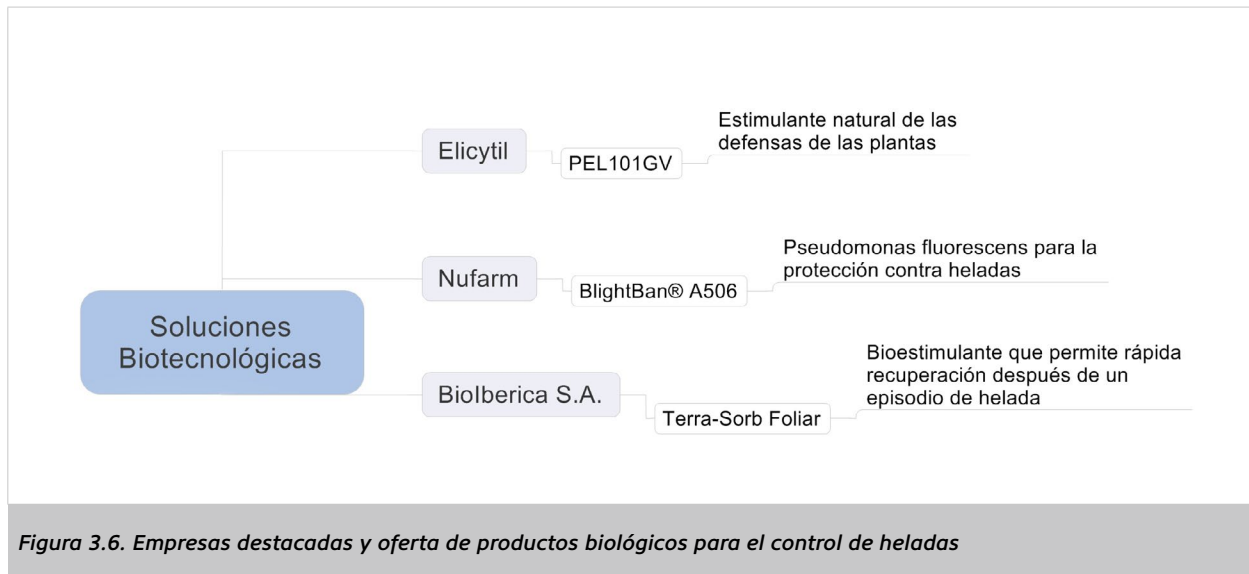 Soluciones
Biotecnológicas
Elicytil
PEL101GV
Estimulante natural de las
defensas de las plantas
Nufarm
BlightBan® A506
Pseudomonas fluorescens para la
protección contra heladas
BioIberica S.A.
Terra-Sorb Foliar
Bioestimulante que permite rápida
recuperación después de un
episodio de helada
Figura 3.6. Empresas destacadas y oferta de productos biológicos para el control de heladas